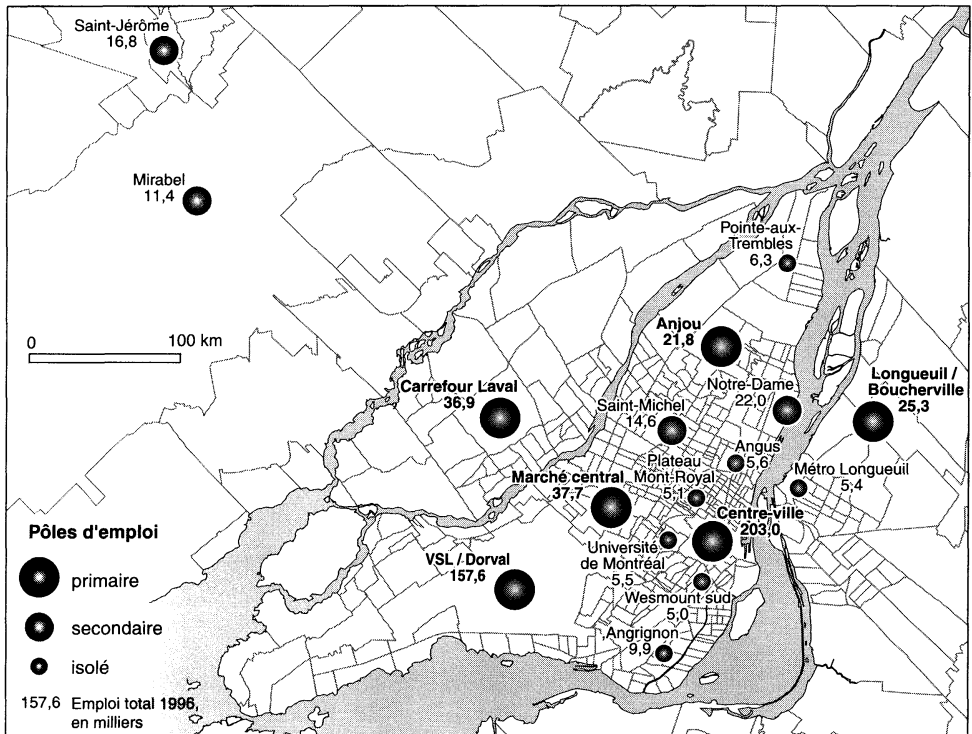 Saint-Jérôme
16,8
Mirabel
11,4
Pointe-aux-
Trembles
6,3
0 100 km
Anjou
21,8
Longueuil /
Boucherville
25,3
Carrefour Laval
36,9
Notre-Dame
22,0
Saint-Michel
14,6
Angus
5,6
Plateau
Mont-Royal
5,1
Métro Longueuil
5,4
Marché central
37,7
Centre-ville
203,0
Pôles d'emploi
primaire
secondaire
isolé
157,6 Emploi total 1996,
en milliers
VSL / Dorval
157,6
Université
de Montréal
5,5
Wesmount sud
5,0
Angrignon
9,9